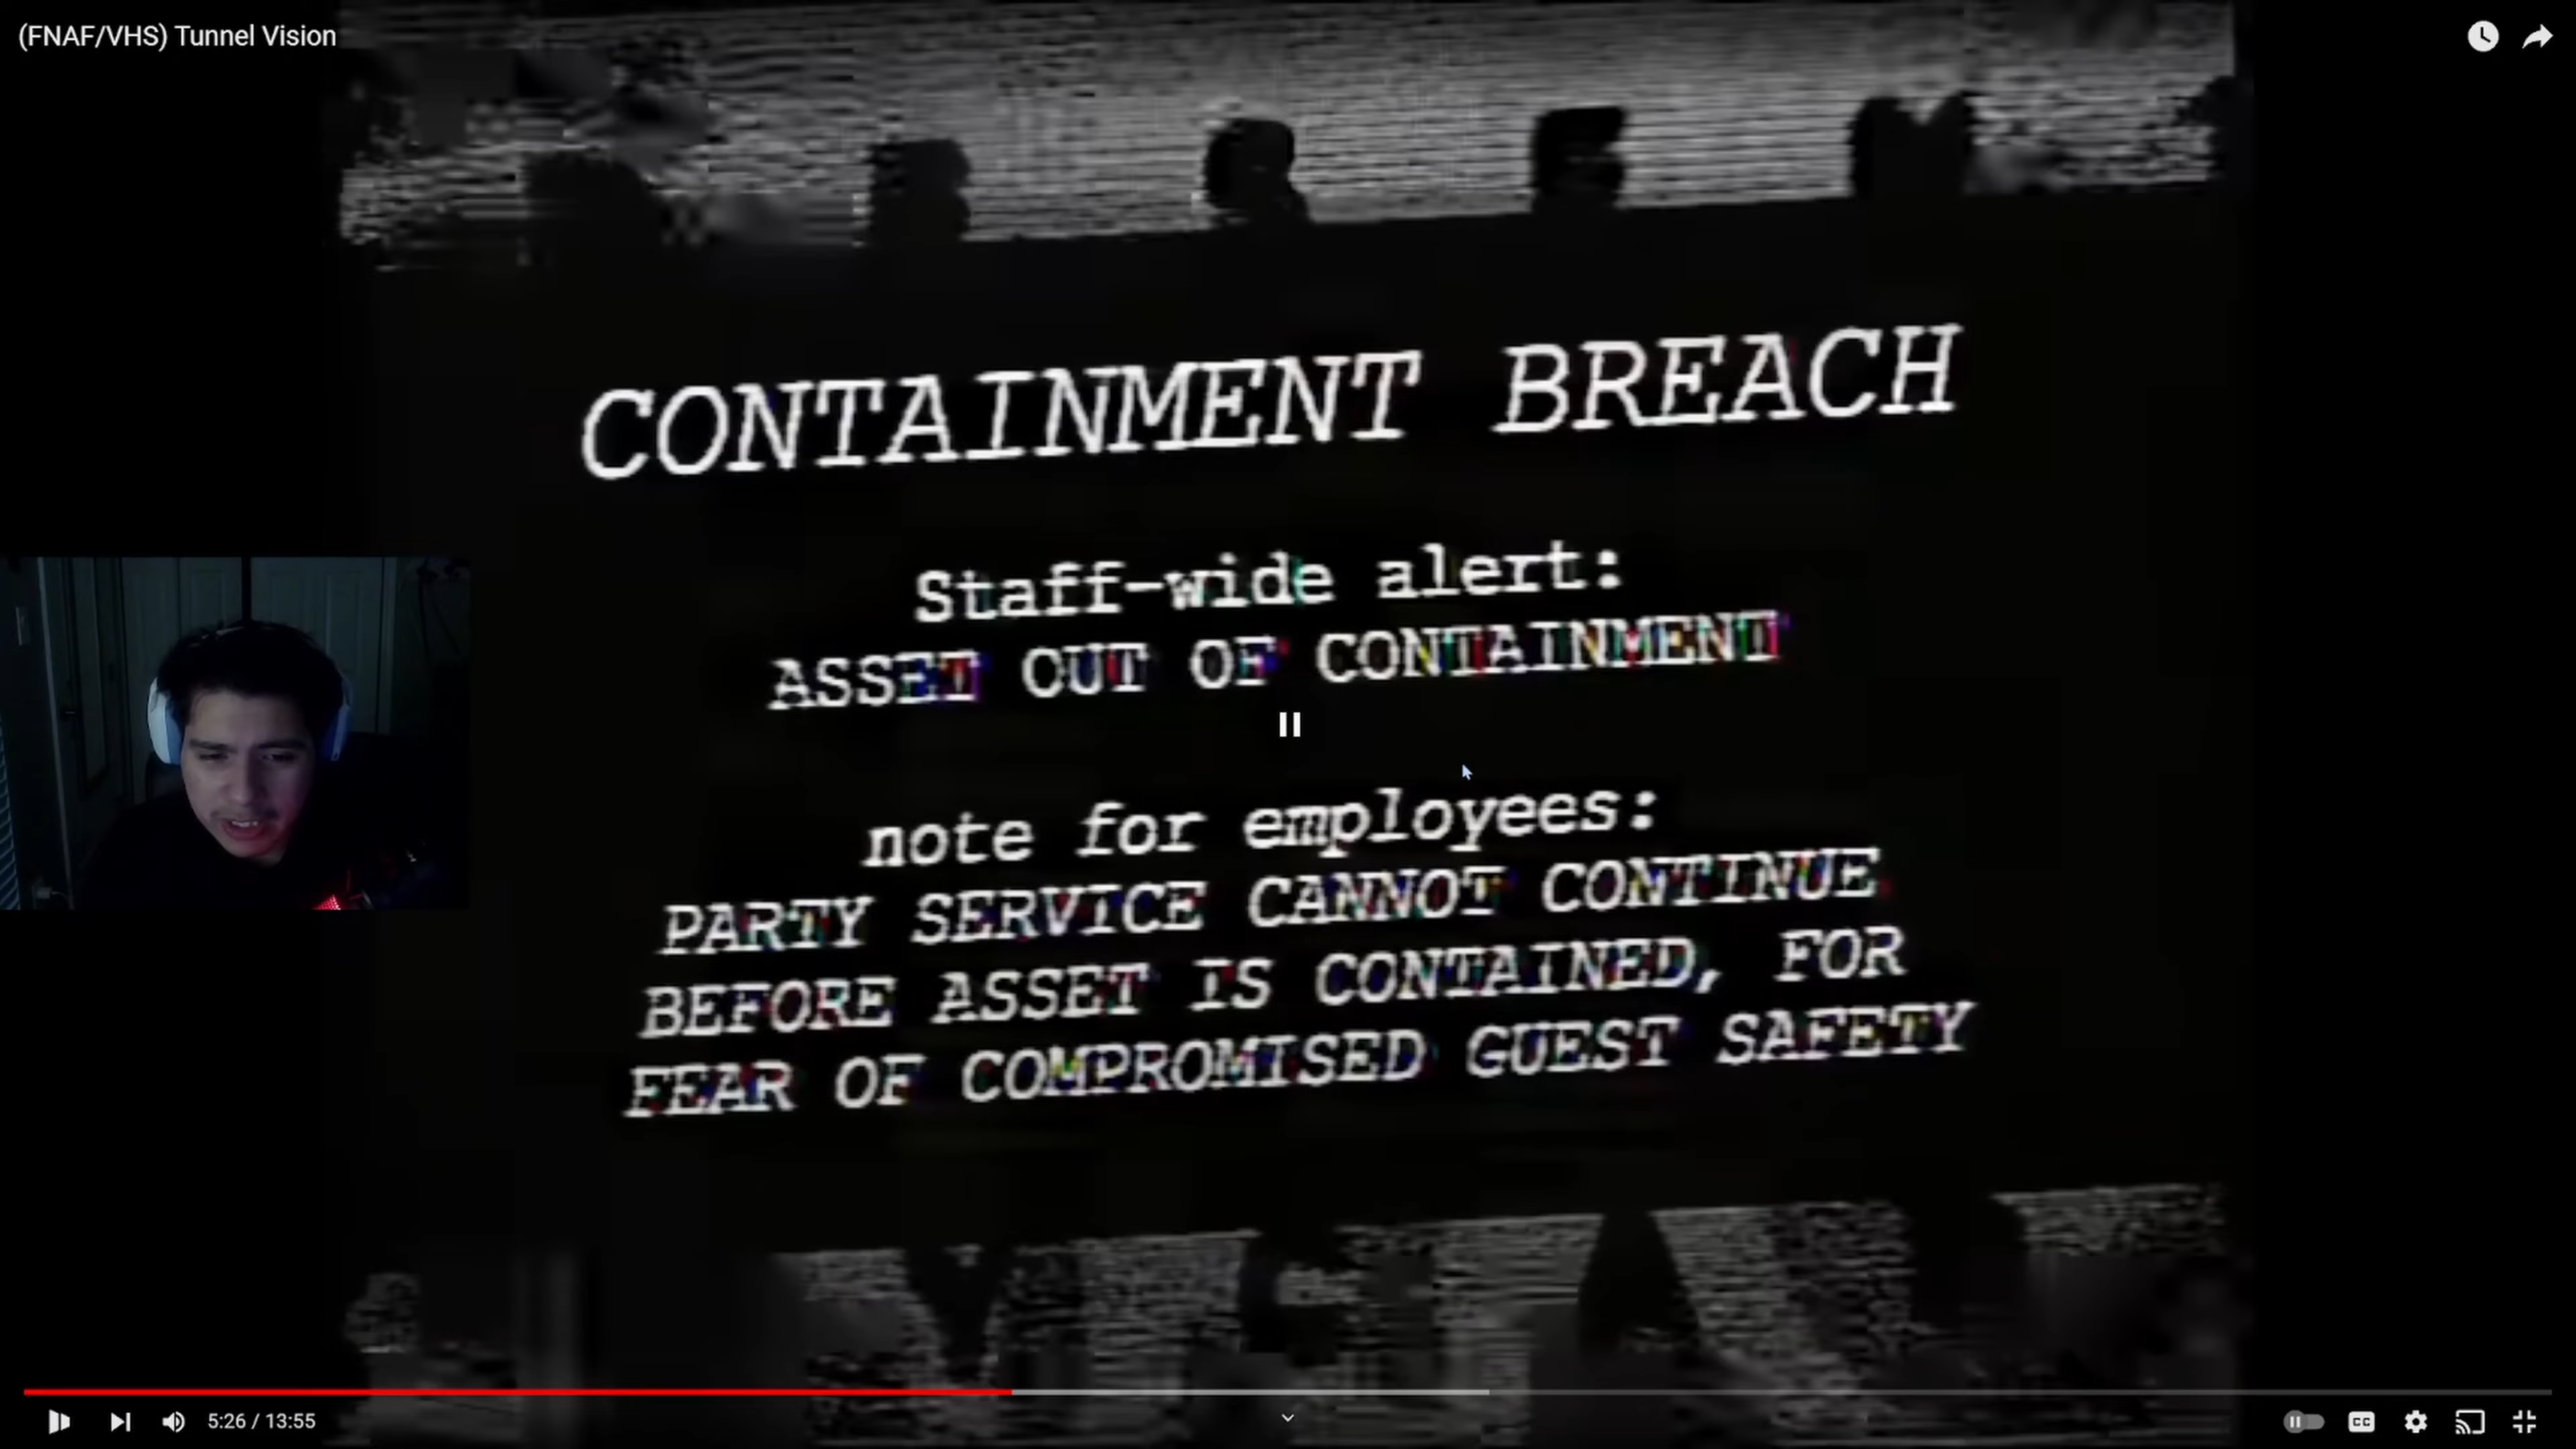 (FNAF/VHS) Tunnel Vision
CONTAINMENT BREACH
Staff-wide alert:
ASSET OUT OF CONTAINMENT
note for employees:
PARTY SERVICE CANNOT CONTINUE
BEFORE ASSET IS CONTAINED, FOR
FEAR OF COMPROMISED GUEST SAFETY
5:26 / 13:55
CC